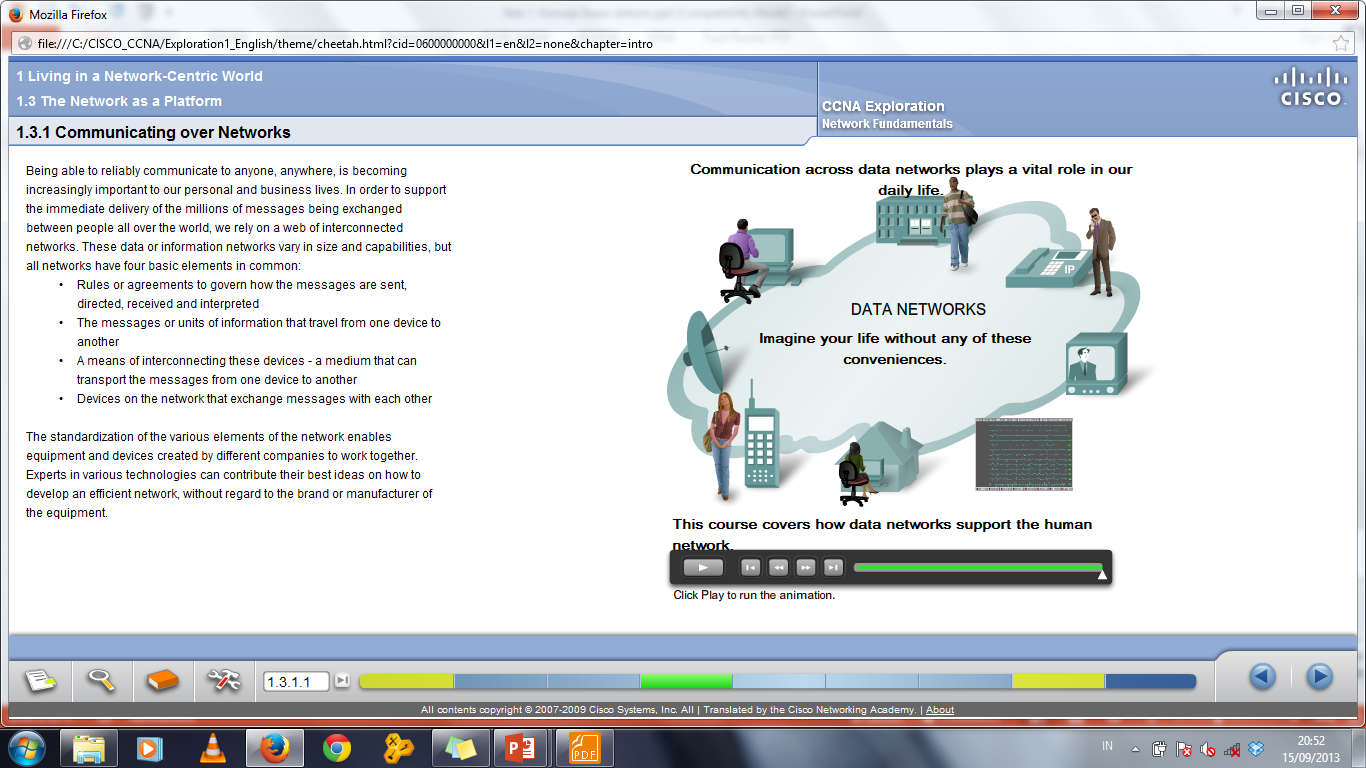 Mozilla Firefox
file:///C:/CISCO_CCNA/Exploration1_English/theme/cheetah.html?cid=0600000000&l1=en&l2=none&chapter=intro
1 Living in a Network-Centric World
1.3 The Network as a Platform
1.3.1 Communicating over Networks
CCNA Exploration
Network Fundamentals
CISCO
Being able to reliably communicate to anyone, anywhere, is becoming
increasingly important to our personal and business lives. In order to support
the immediate delivery of the millions of messages being exchanged
between people all over the world, we rely on a web of interconnected
networks. These data or information networks vary in size and capabilities, but
all networks have four basic elements in common:
• Rules or agreements to govern how the messages are sent,
directed, received and interpreted
• The messages or units of information that travel from one device to
another
• A means of interconnecting these devices - a medium that can
transport the messages from one device to another
• Devices on the network that exchange messages with each other
The standardization of the various elements of the network enables
equipment and devices created by different companies to work together.
Experts in various technologies can contribute their best ideas on how to
develop an efficient network, without regard to the brand or manufacturer of
the equipment.
Communication across data networks plays a vital role in our
daily life.
IP
DATA NETWORKS
Imagine your life without any of these
conveniences.
This course covers how data networks support the human
network.
Click Play to run the animation.
1.3.1.1
All contents copyright © 2007-2009 Cisco Systems, Inc. All | Translated by the Cisco Networking Academy. | About
PDF
IN
20:52
15/09/2013